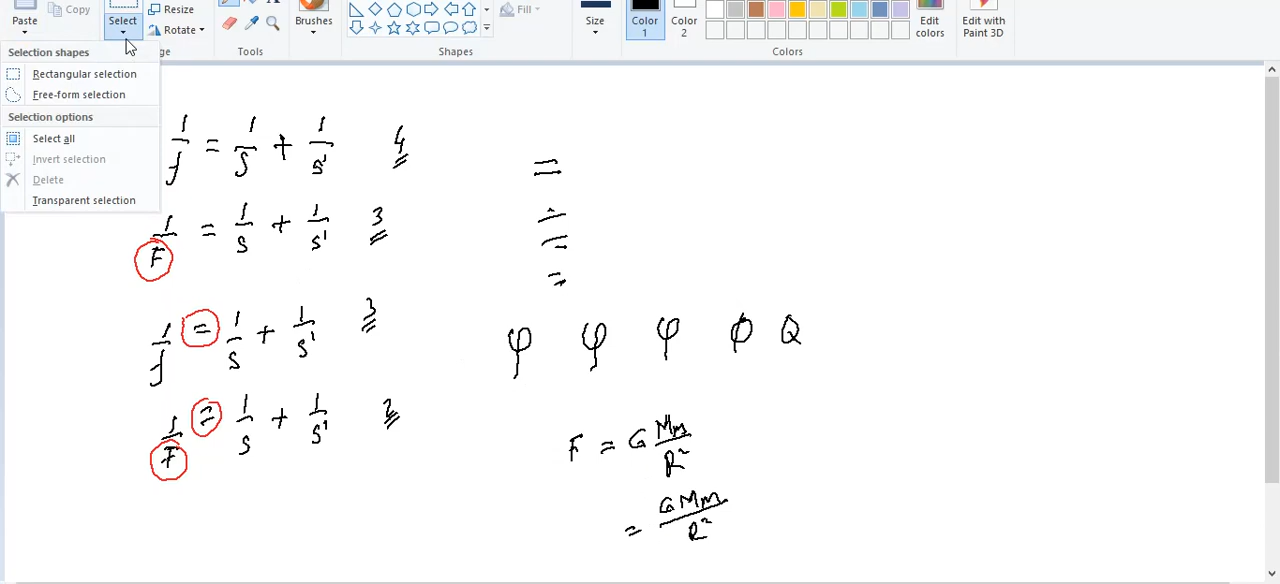 Paste
Copy
Select
Resize
Rotate
Tools
Brushes
Shapes
Fill
Size
Color 1
Color 2
Colors
Edit colors
Edit with Paint 3D
Selection shapes
Rectangular selection
Free-form selection
Selection options
Select all
Invert selection
Delete
Transparent selection
1/f = 1/s + 1/s' 4
1/F = 1/s + 1/s' 3
1/f = 1/s + 1/s' 3
1/F = 1/s + 1/s' 2
=
=
=
φ φ φ φ Q
F = G Mm/R²
= GMm/R²